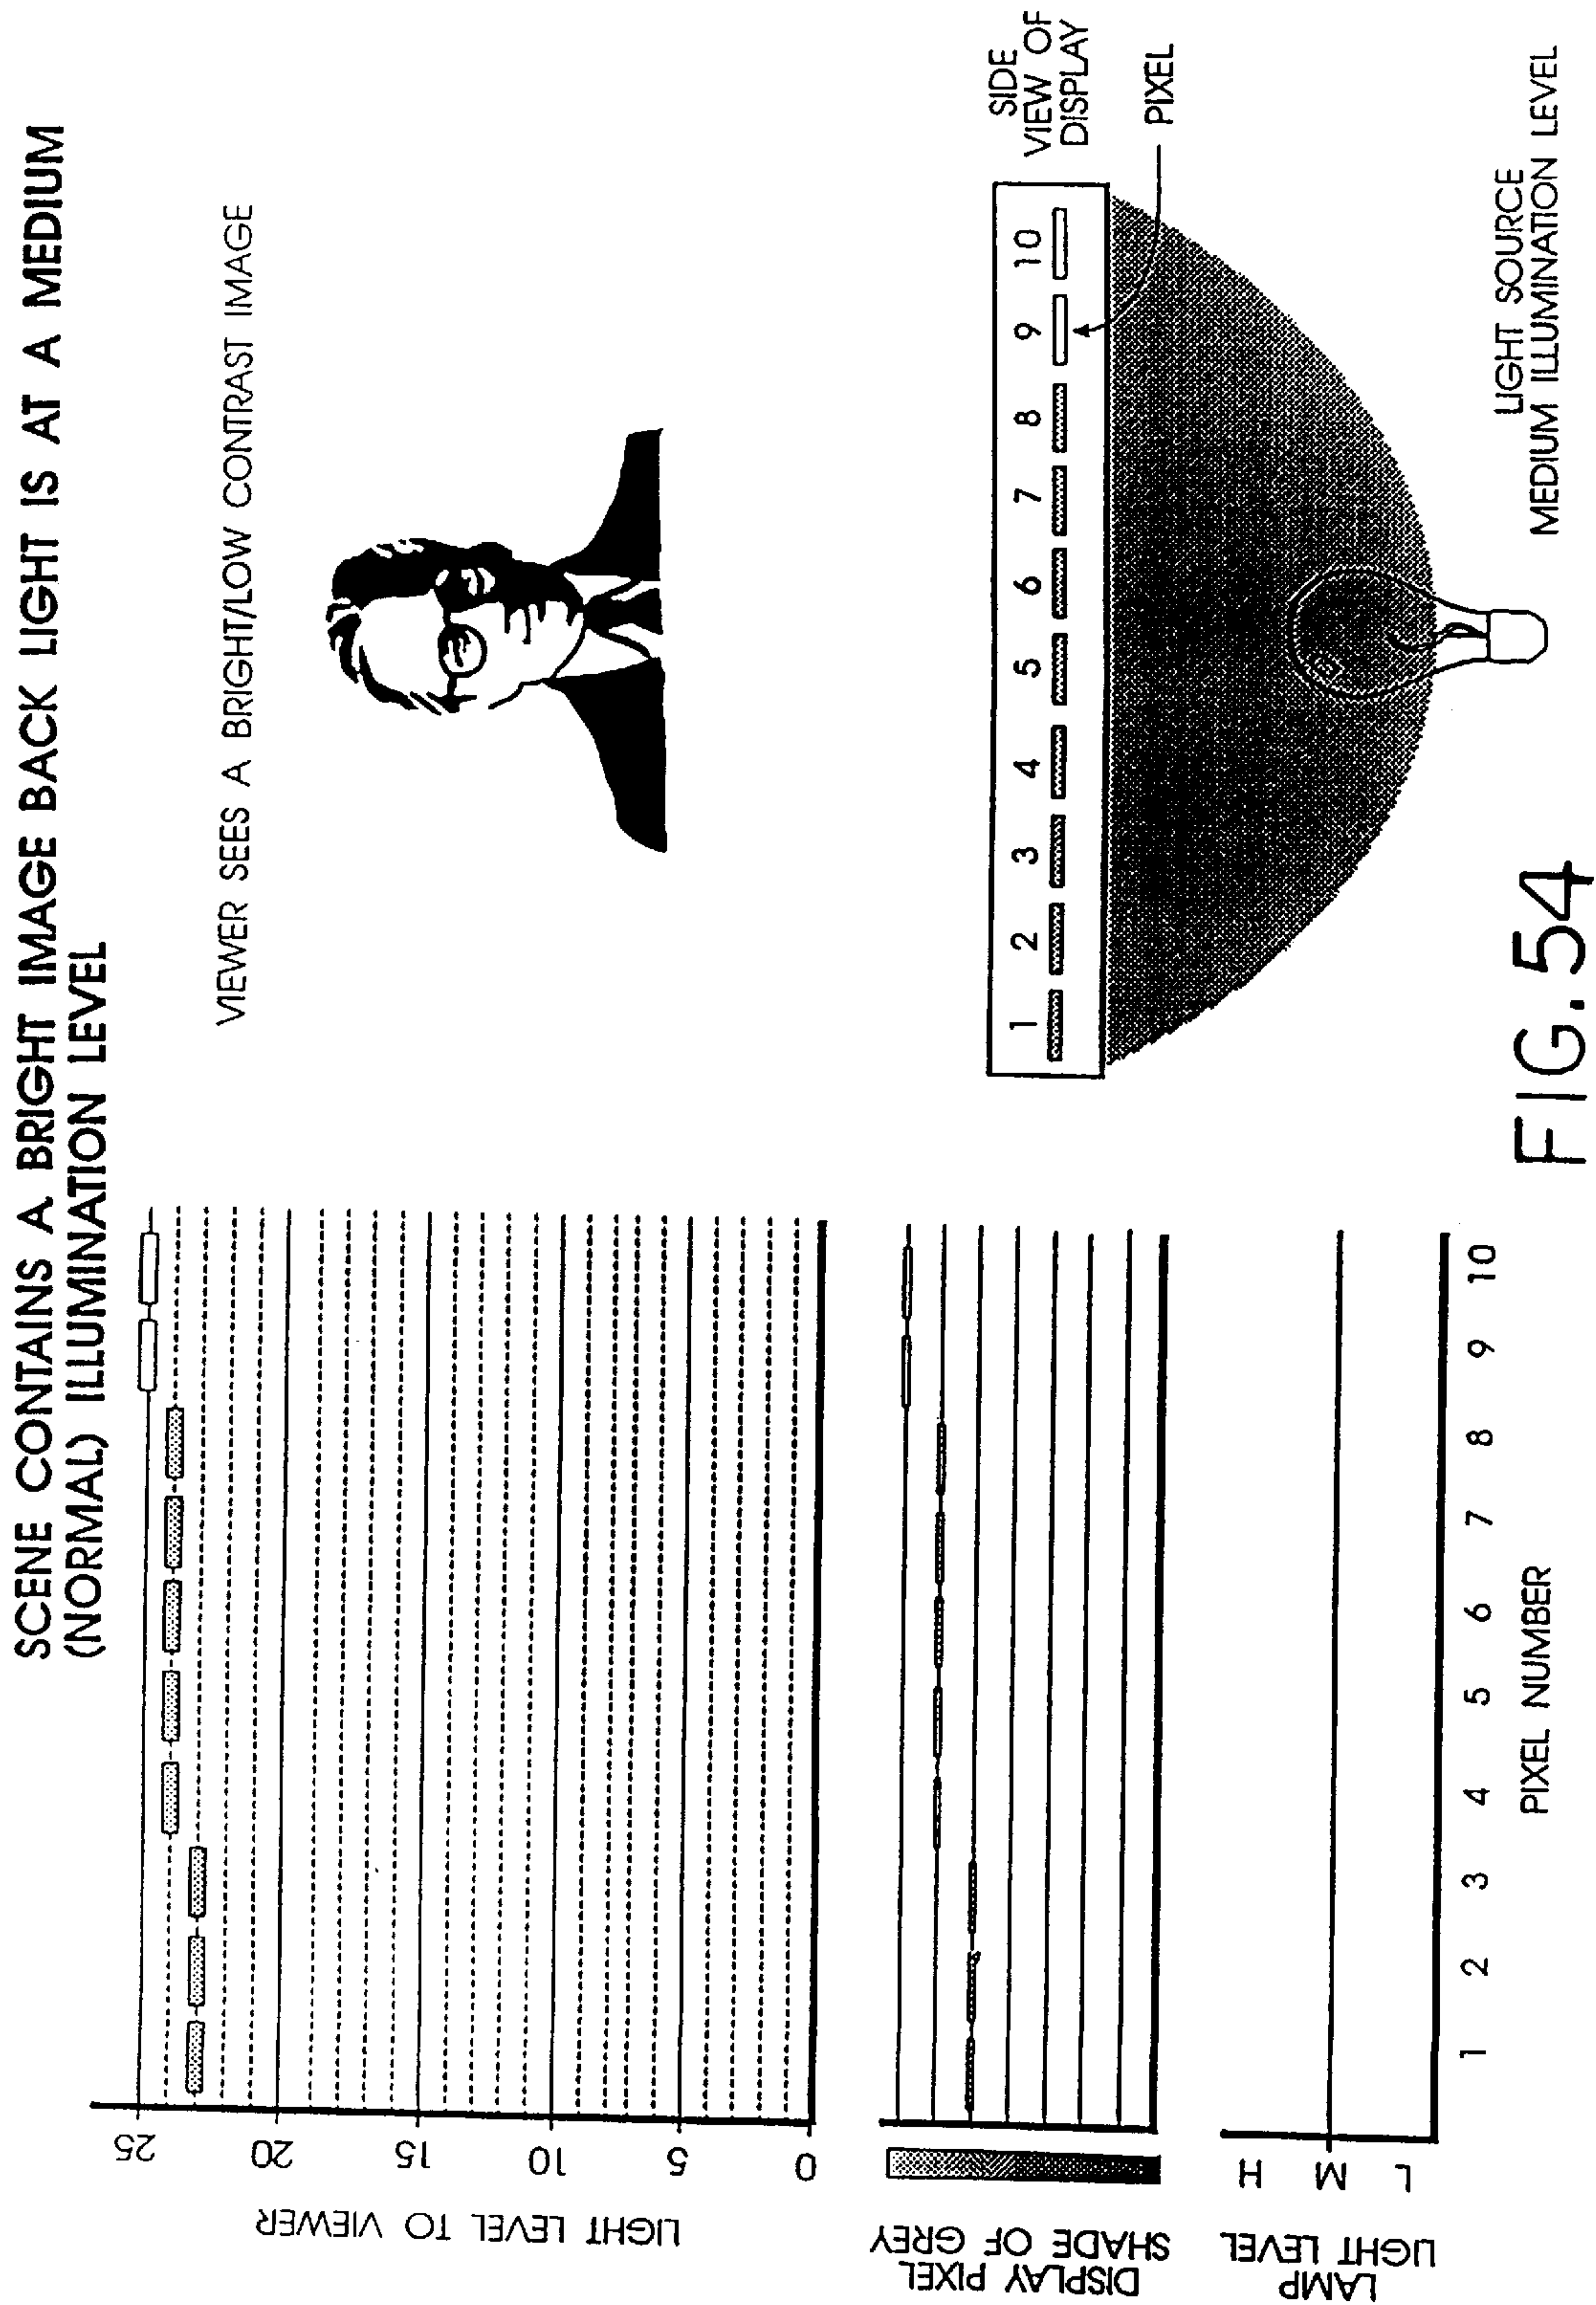 SCENE CONTAINS A BRIGHT IMAGE BACK LIGHT IS AT A MEDIUM
(NORMAL) ILLUMINATION LEVEL
VIEWER SEES A BRIGHT/LOW CONTRAST IMAGE
LIGHT LEVEL TO VIEWER
25
20
15
10
5
0
DISPLAY PIXEL
SHADE OF GREY
LAMP
LIGHT LEVEL
H
M
L
1 2 3 4 5 6 7 8 9 10
PIXEL NUMBER
1 2 3 4 5 6 7 8 9 10
SIDE
VIEW OF
DISPLAY
PIXEL
LIGHT SOURCE
MEDIUM ILLUMINATION LEVEL
FIG.54